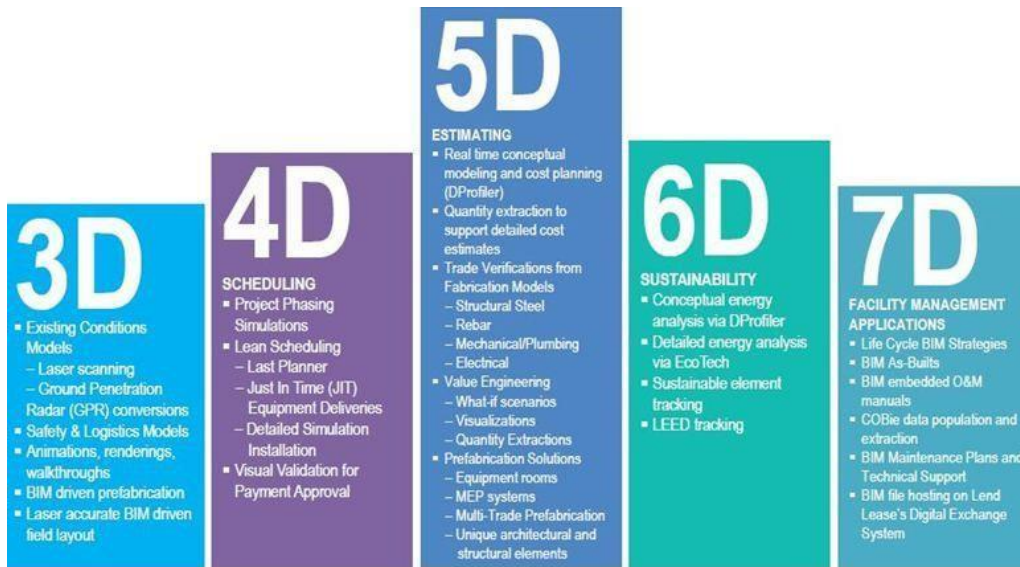 3D
▪ Existing Conditions
Models
– Laser scanning
– Ground Penetration
Radar (GPR) conversions
▪ Safety & Logistics Models
▪ Animations, renderings,
walkthroughs
▪ BIM driven prefabrication
▪ Laser accurate BIM driven
field layout
4D
SCHEDULING
▪ Project Phasing
Simulations
▪ Lean Scheduling
– Last Planner
– Just In Time (JIT)
Equipment Deliveries
– Detailed Simulation
Installation
▪ Visual Validation for
Payment Approval
5D
ESTIMATING
▪ Real time conceptual
modeling and cost planning
(DProfiler)
▪ Quantity extraction to
support detailed cost
estimates
▪ Trade Verifications from
Fabrication Models
– Structural Steel
– Rebar
– Mechanical/Plumbing
– Electrical
▪ Value Engineering
– What-if scenarios
– Visualizations
– Quantity Extractions
▪ Prefabrication Solutions
– Equipment rooms
– MEP systems
– Multi-Trade Prefabrication
– Unique architectural and
structural elements
6D
SUSTAINABILITY
▪ Conceptual energy
analysis via DProfiler
▪ Detailed energy analysis
via EcoTech
▪ Sustainable element
tracking
▪ LEED tracking
7D
FACILITY MANAGEMENT
APPLICATIONS
▪ Life Cycle BIM Strategies
▪ BIM As-Builts
▪ BIM embedded O&M
manuals
▪ COBie data population and
extraction
▪ BIM Maintenance Plans and
Technical Support
▪ BIM file hosting on Lend
Lease's Digital Exchange
System